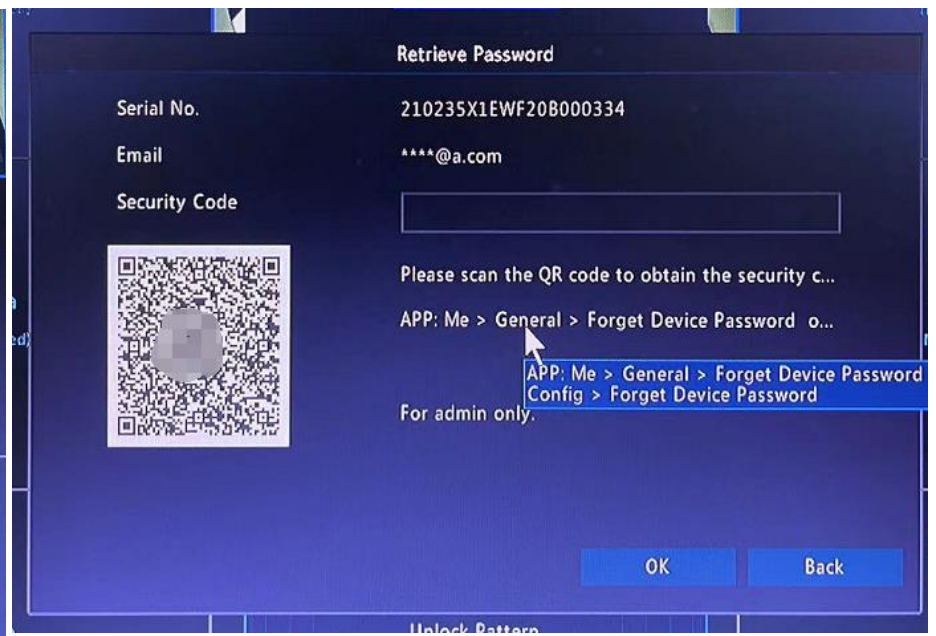 Retrieve Password
Serial No. 210235X1EWF20B000334
Email ****@a.com
Security Code
Please scan the QR code to obtain the security c...
APP: Me > General > Forget Device Password o...
APP: Me > General > Forget Device Password
Config > Forget Device Password
For admin only.
OK Back
Unlock Pattern